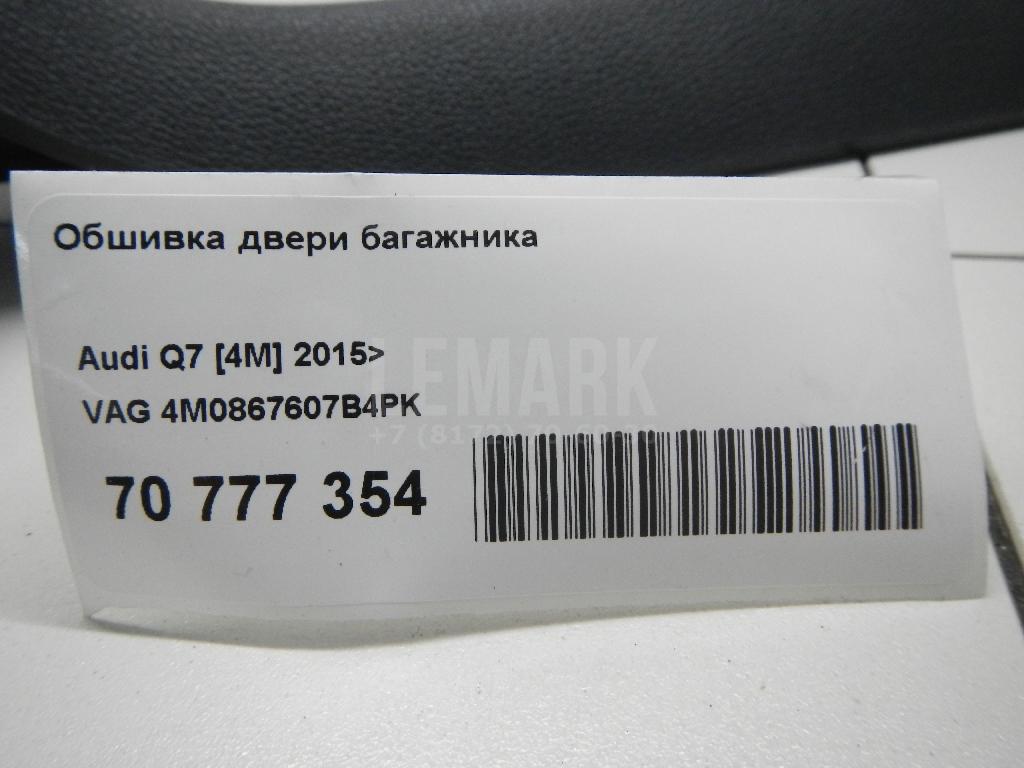 Обшивка двери багажника
Audi Q7 [4M] 2015>
LEMARK
VAG 4M0867607B4PK
70 777 354